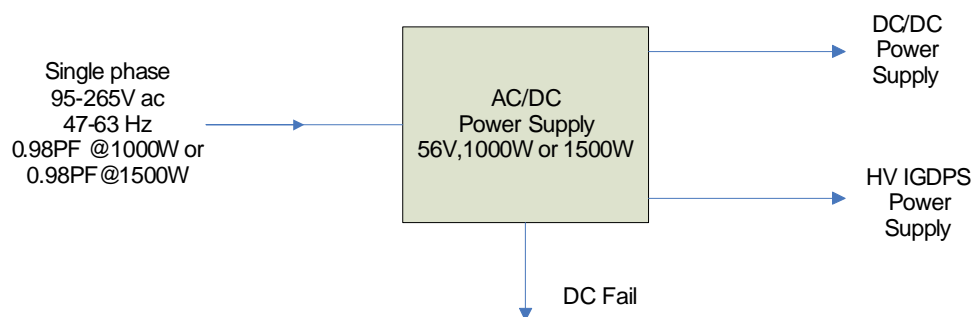 Single phase
95-265V ac
47-63 Hz
0.98PF @1000W or
0.98PF@1500W
AC/DC
Power Supply
56V,1000W or 1500W
DC/DC
Power
Supply
HV IGDPS
Power
Supply
DC Fail